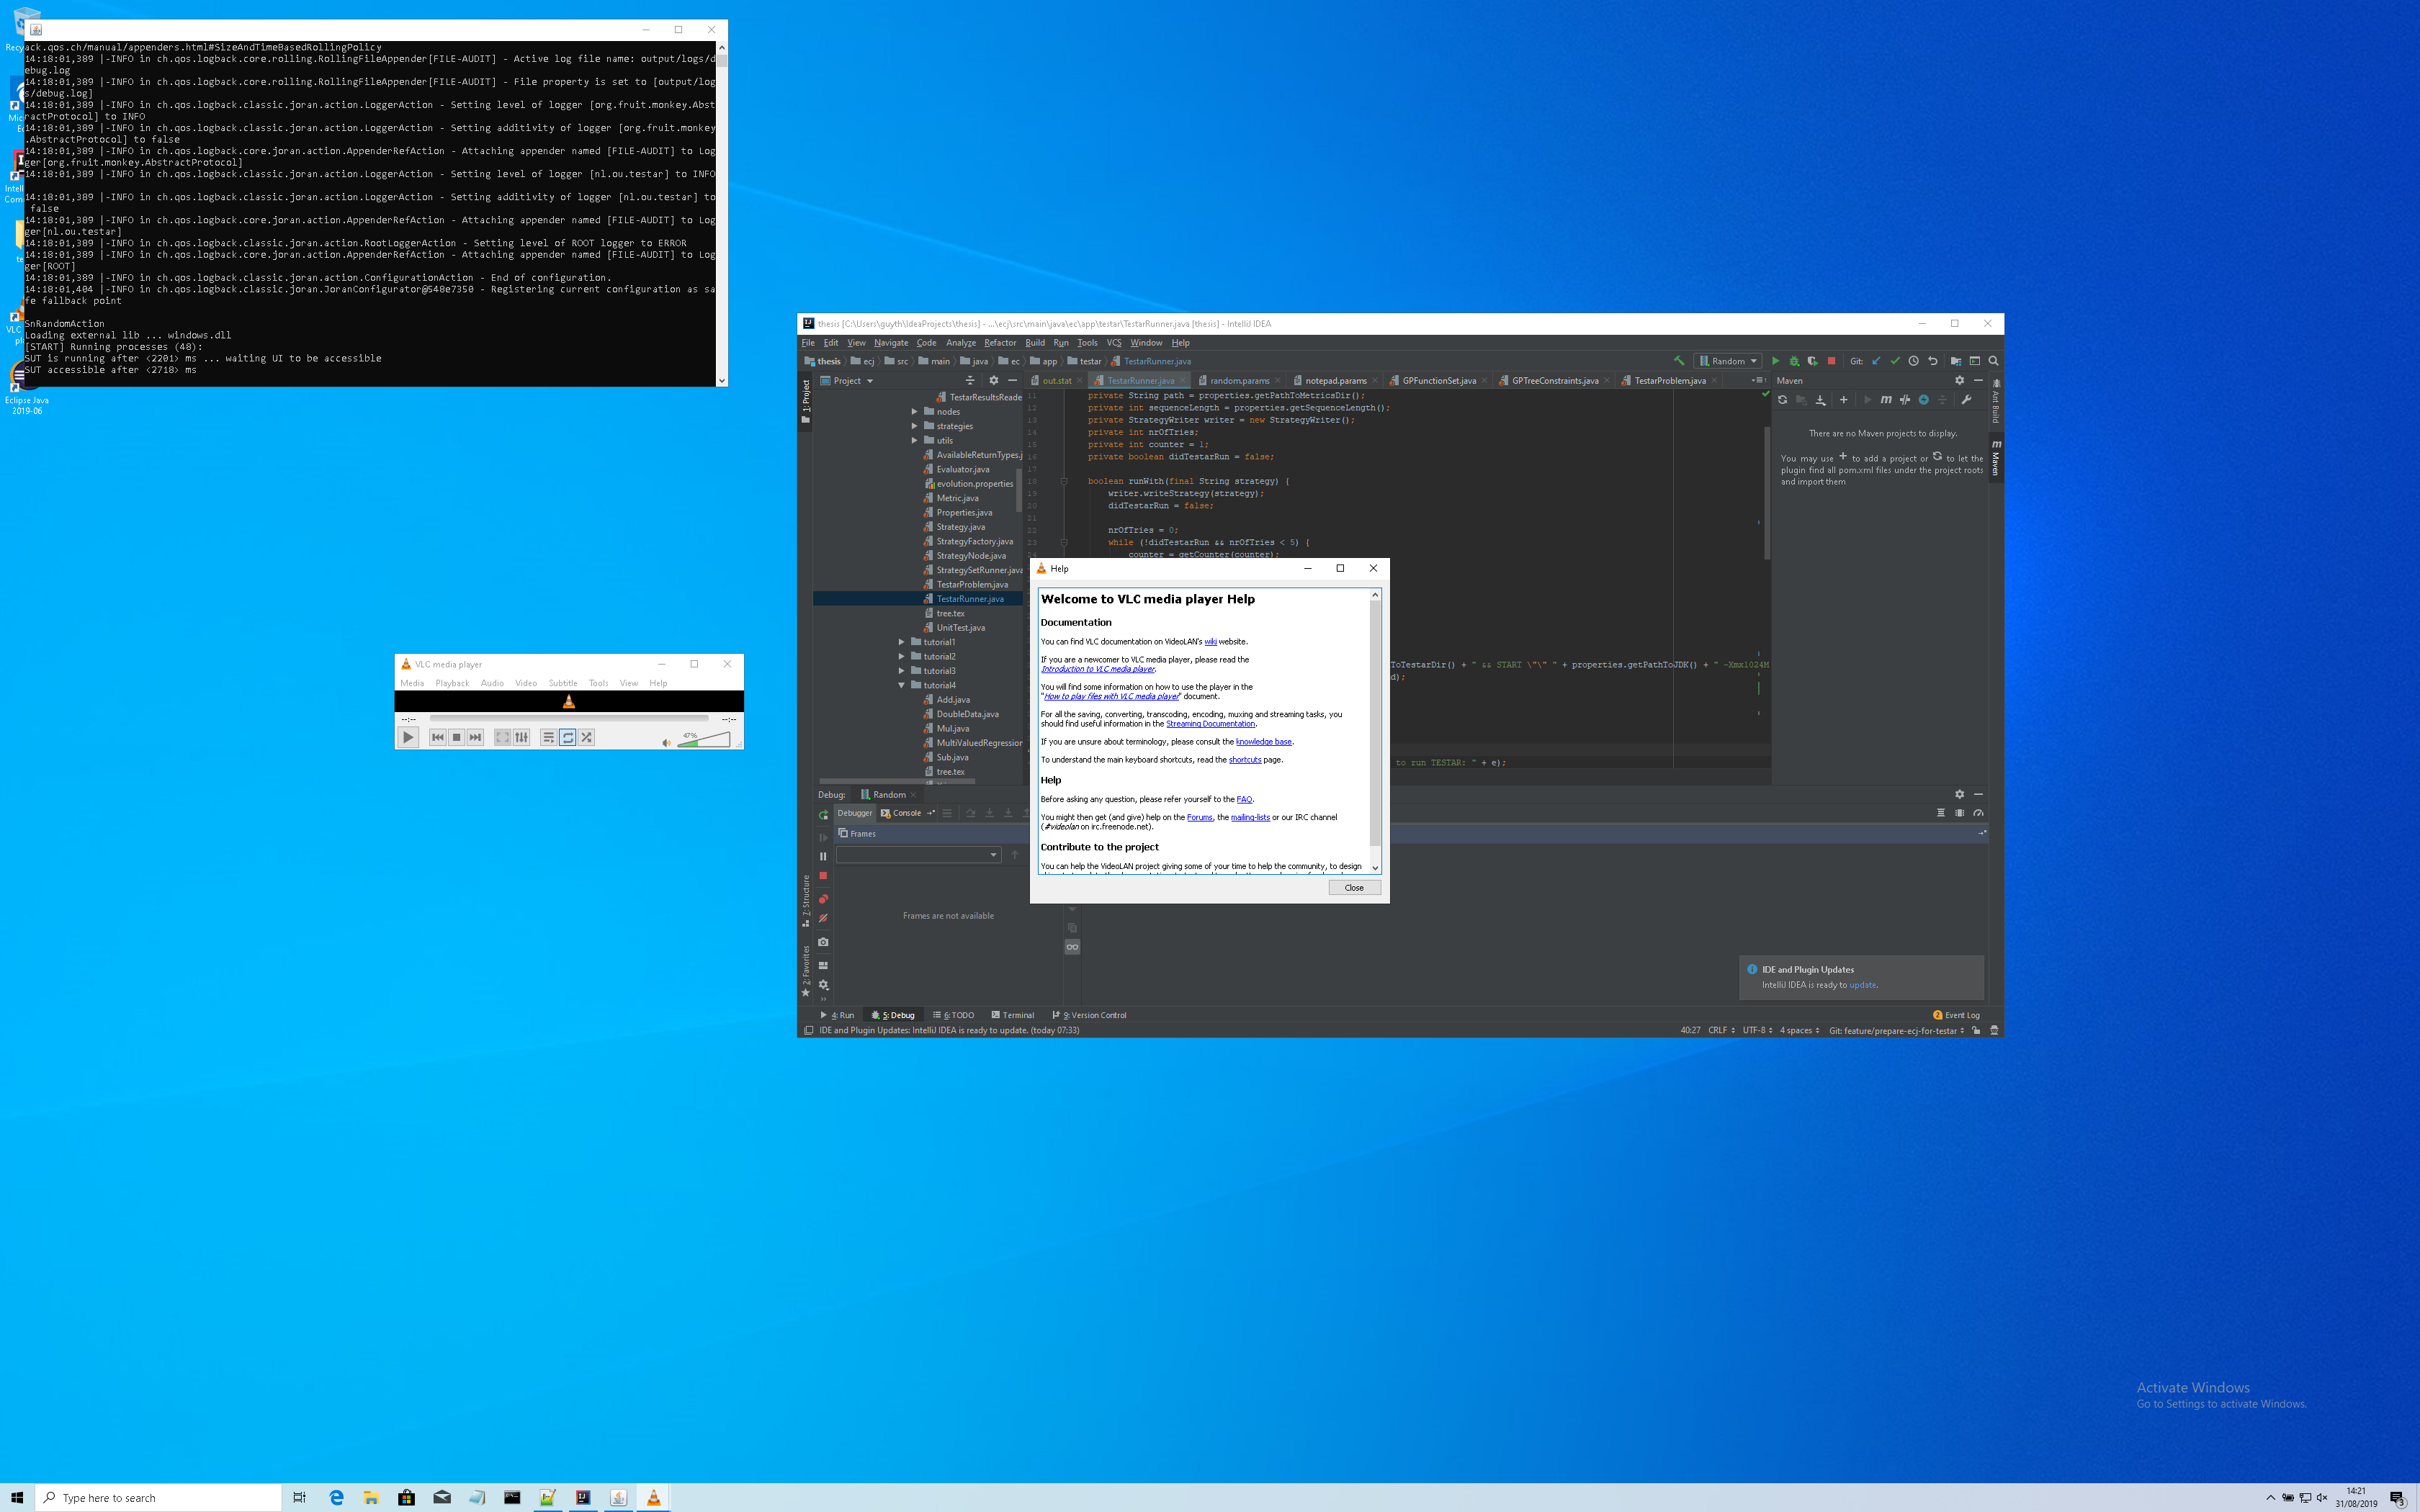 ack.qos.ch/manual/appenders.html#SizeAndTimeBasedRollingPolicy
14:18:01,389 |-INFO in ch.qos.logback.core.rolling.RollingFileAppender[FILE-AUDIT] - Active log file name: output/logs/d
ebug.log
14:18:01,389 |-INFO in ch.qos.logback.core.rolling.RollingFileAppender[FILE-AUDIT] - File property is set to [output/log
s/debug.log]
14:18:01,389 |-INFO in ch.qos.logback.classic.joran.action.LoggerAction - Setting level of logger [org.fruit.monkey.Abst
ractProtocol] to INFO
14:18:01,389 |-INFO in ch.qos.logback.classic.joran.action.LoggerAction - Setting additivity of logger [org.fruit.monkey
.AbstractProtocol] to false
14:18:01,389 |-INFO in ch.qos.logback.core.joran.action.AppenderRefAction - Attaching appender named [FILE-AUDIT] to Log
ger[org.fruit.monkey.AbstractProtocol]
14:18:01,389 |-INFO in ch.qos.logback.classic.joran.action.LoggerAction - Setting level of logger [nl.ou.testar] to INFO
14:18:01,389 |-INFO in ch.qos.logback.classic.joran.action.LoggerAction - Setting additivity of logger [nl.ou.testar] to
false
14:18:01,389 |-INFO in ch.qos.logback.core.joran.action.AppenderRefAction - Attaching appender named [FILE-AUDIT] to Log
ger[nl.ou.testar]
14:18:01,389 |-INFO in ch.qos.logback.classic.joran.action.RootLoggerAction - Setting level of ROOT logger to ERROR
14:18:01,389 |-INFO in ch.qos.logback.core.joran.action.AppenderRefAction - Attaching appender named [FILE-AUDIT] to Log
ger[ROOT]
14:18:01,389 |-INFO in ch.qos.logback.classic.joran.action.ConfigurationAction - End of configuration.
14:18:01,404 |-INFO in ch.qos.logback.classic.joran.JoranConfigurator@548e7350 - Registering current configuration as sa
fe fallback point
SnRandomAction
Loading external lib ... windows.dll
[START] Running processes (48):
SUT is running after <2201> ms ... waiting UI to be accessible
SUT accessible after <2718> ms
Eclipse Java
2019-06
VLC media player
Media Playback Audio Video Subtitle Tools View Help
--:-- --:--
47%
thesis [C:\Users\guyth\IdeaProjects\thesis] - ...\ecj\src\main\java\ec\app\testar\TestarRunner.java [thesis] - IntelliJ IDEA
File Edit View Navigate Code Analyze Refactor Build Run Tools VCS Window Help
thesis ecj src main java ec app testar TestarRunner.java Random Git:
1: Project
Project
out.stat TestarRunner.java random.params notepad.params GPFunctionSet.java GPTreeConstraints.java TestarProblem.java
TestarResultsReade
nodes
strategies
utils
AvailableReturnTypes.j
Evaluator.java
evolution.properties
Metric.java
Properties.java
Strategy.java
StrategyFactory.java
StrategyNode.java
StrategySetRunner.java
TestarProblem.java
TestarRunner.java
tree.tex
UnitTest.java
tutorial1
tutorial2
tutorial3
tutorial4
Add.java
DoubleData.java
Mul.java
MultiValuedRegression
Sub.java
tree.tex
11 private String path = properties.getPathToMetricsDir();
12 private int sequenceLength = properties.getSequenceLength();
13 private StrategyWriter writer = new StrategyWriter();
14 private int nrOfTries;
15 private int counter = 1;
16 private boolean didTestarRun = false;
17
18 boolean runWith(final String strategy) {
19 writer.writeStrategy(strategy);
20 didTestarRun = false;
21
22 nrOfTries = 0;
23 while (!didTestarRun && nrOfTries < 5) {
counter = getCounter(counter);
oTestarDir() + " && START \"\" " + properties.getPathToJDK() + " -Xmx1024M
d);
to run TESTAR: " + e);
Maven
There are no Maven projects to display.
You may use + to add a project or to let the
plugin find all pom.xml files under the project roots
and import them
Ant Build
Maven
Help
Welcome to VLC media player Help
Documentation
You can find VLC documentation on VideoLAN's wiki website.
If you are a newcomer to VLC media player, please read the
Introduction to VLC media player.
You will find some information on how to use the player in the
"How to play files with VLC media player" document.
For all the saving, converting, transcoding, encoding, muxing and streaming tasks, you
should find useful information in the Streaming Documentation.
If you are unsure about terminology, please consult the knowledge base.
To understand the main keyboard shortcuts, read the shortcuts page.
Help
Before asking any question, please refer yourself to the FAQ.
You might then get (and give) help on the Forums, the mailing-lists or our IRC channel
(#videolan on irc.freenode.net).
Contribute to the project
You can help the VideoLAN project giving some of your time to help the community, to design
Close
Debug: Random
Debugger Console
Frames
Frames are not available
7: Structure
2: Favorites
IDE and Plugin Updates
IntelliJ IDEA is ready to update.
4: Run 5: Debug 6: TODO Terminal 9: Version Control
2 Event Log
IDE and Plugin Updates: IntelliJ IDEA is ready to update. (today 07:33)
40:27 CRLF UTF-8 4 spaces Git: feature/prepare-ecj-for-testar
Activate Windows
Go to Settings to activate Windows.
Type here to search
14:21
31/08/2019
3